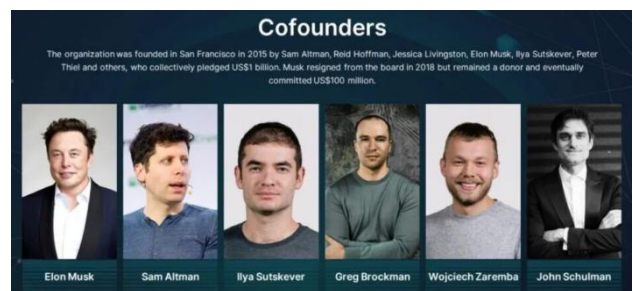 Cofounders
The organization was founded in San Francisco in 2015 by Sam Altman, Reid Hoffman, Jessica Livingston, Elon Musk, Ilya Sutskever, Peter
Thiel and others, who collectively pledged US$1 billion. Musk resigned from the board in 2018 but remained a donor and eventually
committed US$100 million.
Elon Musk
Sam Altman
Ilya Sutskever
Greg Brockman
Wojciech Zaremba
John Schulman